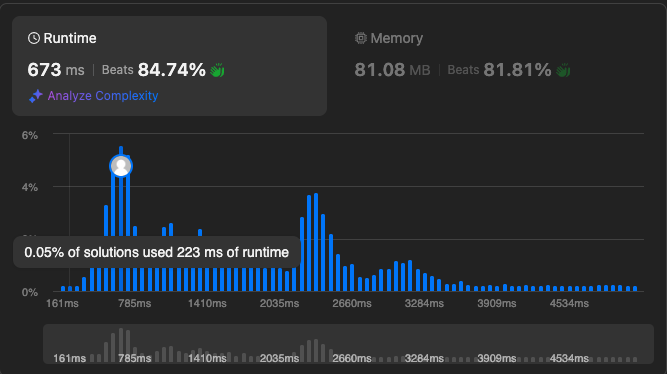 Runtime
Memory
673 ms | Beats 84.74%
81.08 MB | Beats 81.81%
Analyze Complexity
6%
4%
0.05% of solutions used 223 ms of runtime
0%
161ms 785ms 1410ms 2035ms 2660ms 3284ms 3909ms 4534ms
161ms 785ms 1410ms 2035ms 2660ms 3284ms 3909ms 4534ms